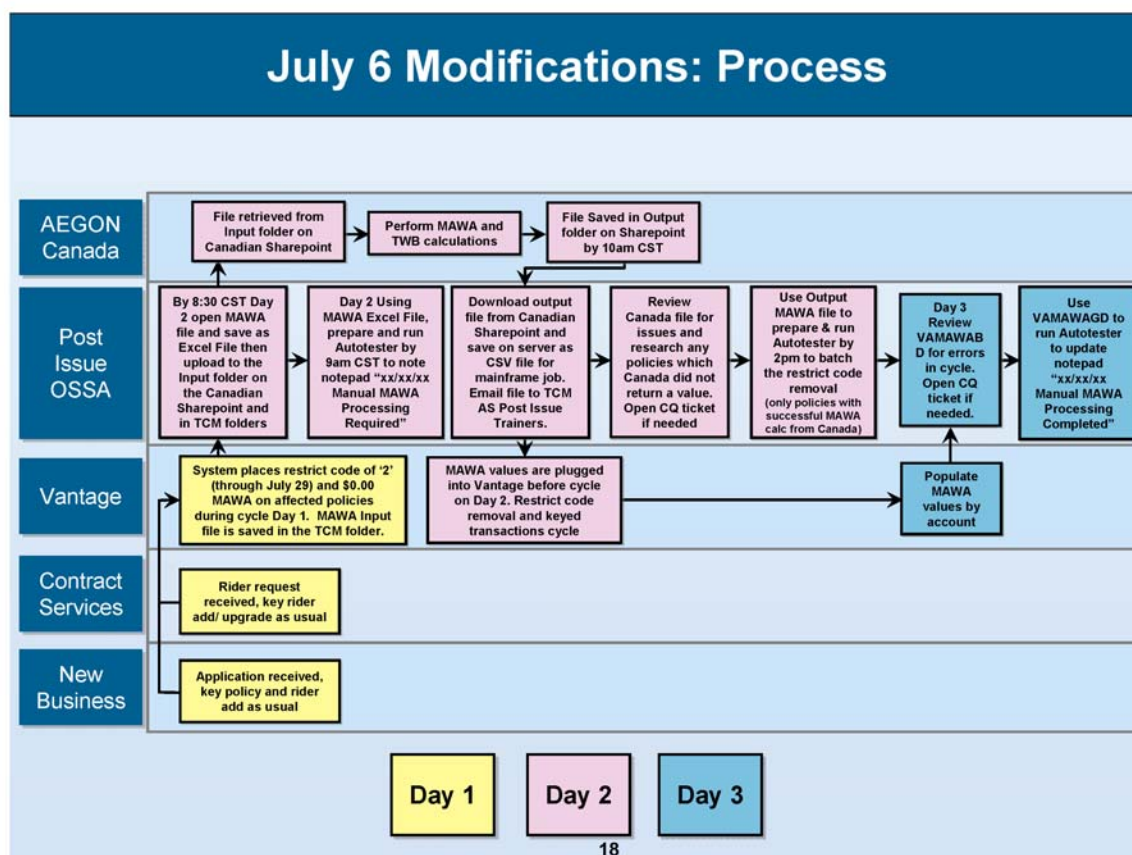 July 6 Modifications: Process
AEGON
Canada
File retrieved from
Input folder on
Canadian Sharepoint
Perform MAWA and
TWB calculations
File Saved in Output
folder on Sharepoint
by 10am CST
Post
Issue
OSSA
By 8:30 CST Day
2 open MAWA
file and save as
Excel File then
upload to the
Input folder on
the Canadian
Sharepoint and
in TCM folders
Day 2 Using
MAWA Excel File,
prepare and run
Autotester by
9am CST to note
notepad “xx/xx/xx
Manual MAWA
Processing
Required”
Download output
file from Canadian
Sharepoint and
save on server as
CSV file for
mainframe job.
Email file to TCM
AS Post Issue
Trainers.
Review
Canada file for
issues and
research any
policies which
Canada did not
return a value.
Open CQ ticket
if needed
Use Output
MAWA file to
prepare & run
Autotester by
2pm to batch
the restrict code
removal
(only policies with
successful MAWA
calc from Canada)
Day 3
Review
VAMAWAB
D for errors
in cycle.
Open CQ
ticket if
needed.
Use
VAMAWAGD to
run Autotester
to update
notepad
“xx/xx/xx
Manual MAWA
Processing
Completed”
Vantage
System places restrict code of ‘2’
(through July 29) and $0.00
MAWA on affected policies
during cycle Day 1. MAWA Input
file is saved in the TCM folder.
MAWA values are plugged
into Vantage before cycle
on Day 2. Restrict code
removal and keyed
transactions cycle
Populate
MAWA
values by
account
Contract
Services
Rider request
received, key rider
add/ upgrade as usual
New
Business
Application received,
key policy and rider
add as usual
Day 1
Day 2
Day 3
18